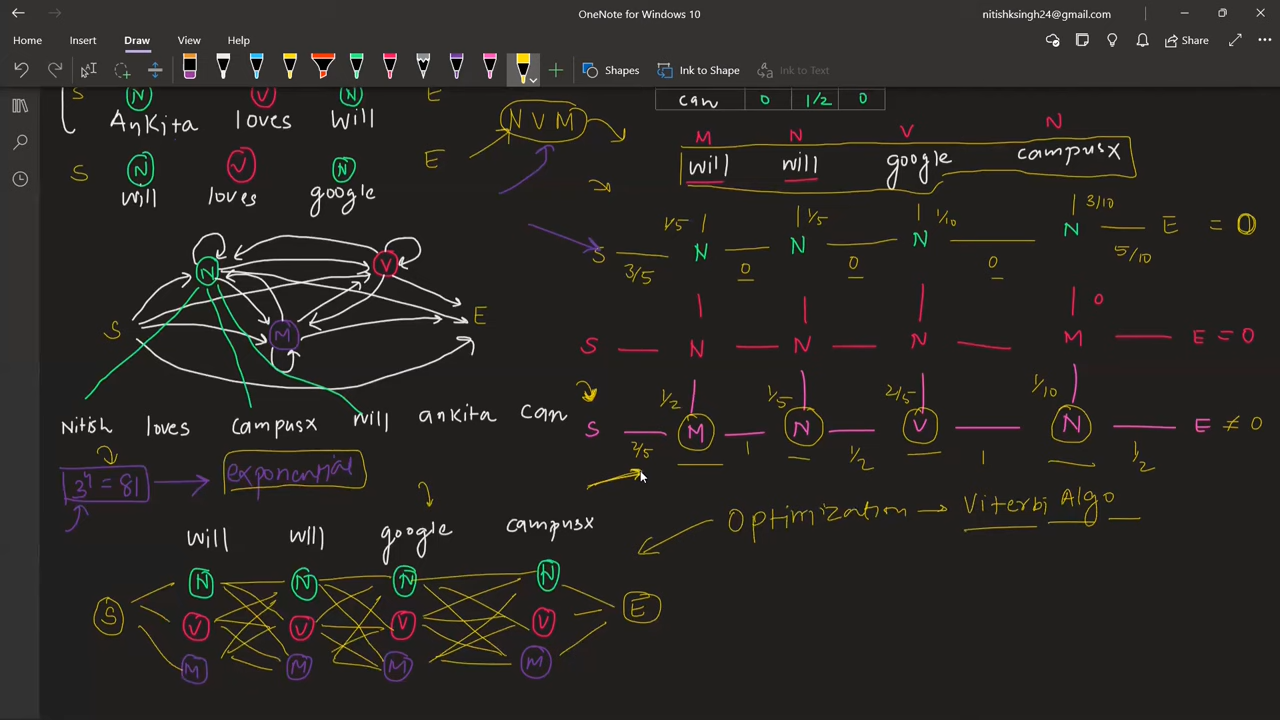 OneNote for Windows 10
nitishksingh24@gmail.com
Home Insert Draw View Help
Share
Shapes
Ink to Shape
Ink to Text
S N V N E
Ankita loves will
S N V N E
will loves google
N V M
can 0 1/2 0
M N V N
will will google campusx
1/5 1/5 1/10 3/10
S N N N N E = 0
3/5 0 0 0 5/10
0
S N N N M E = 0
1/2 1/5 2/5 1/10
S M N V N E ≠ 0
2/5 1 1/2 1 1/2
N V
S M E
Nitish loves campusx will ankita can
3⁴ = 81 exponential
Optimization → Viterbi Algo
will will google campusx
N N N N
S V V V V E
M M M M